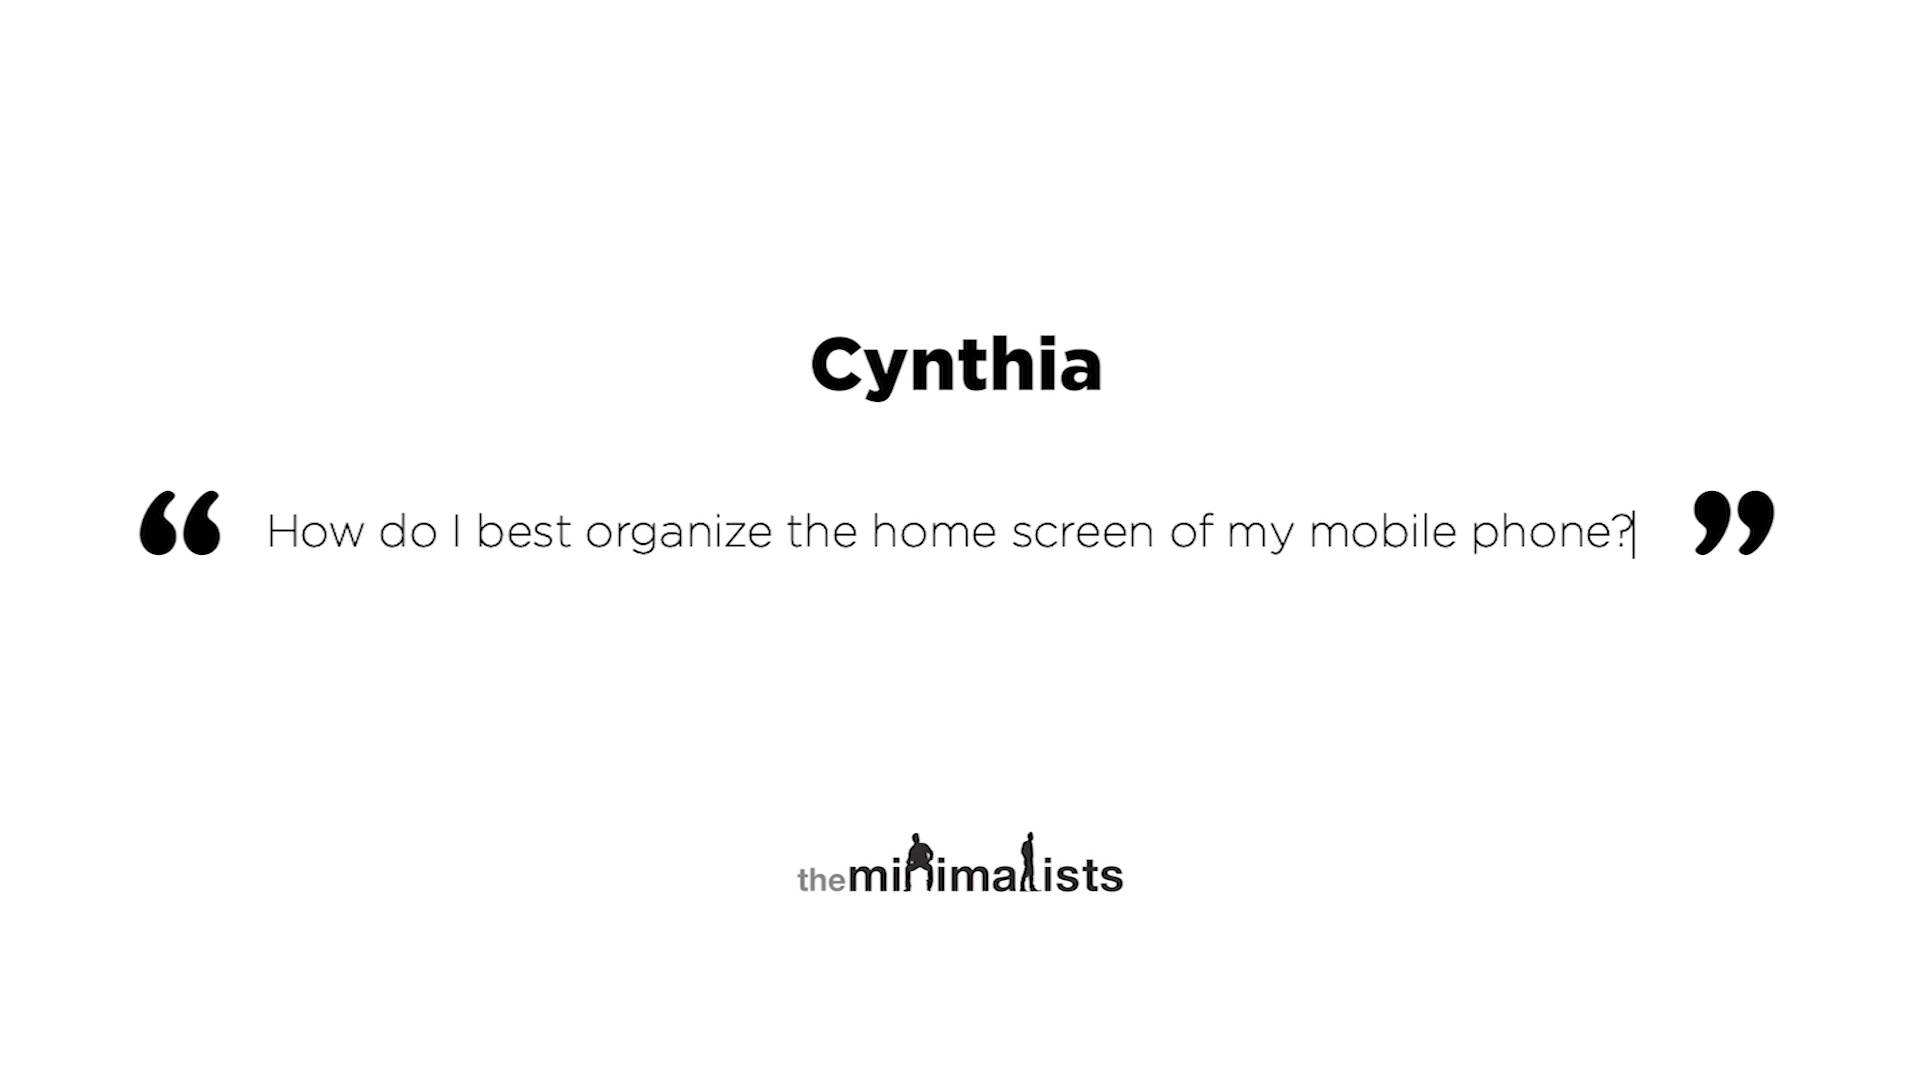 Cynthia
“ How do I best organize the home screen of my mobile phone? ”
theminimalists